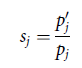 s_j = p'_j / p_j